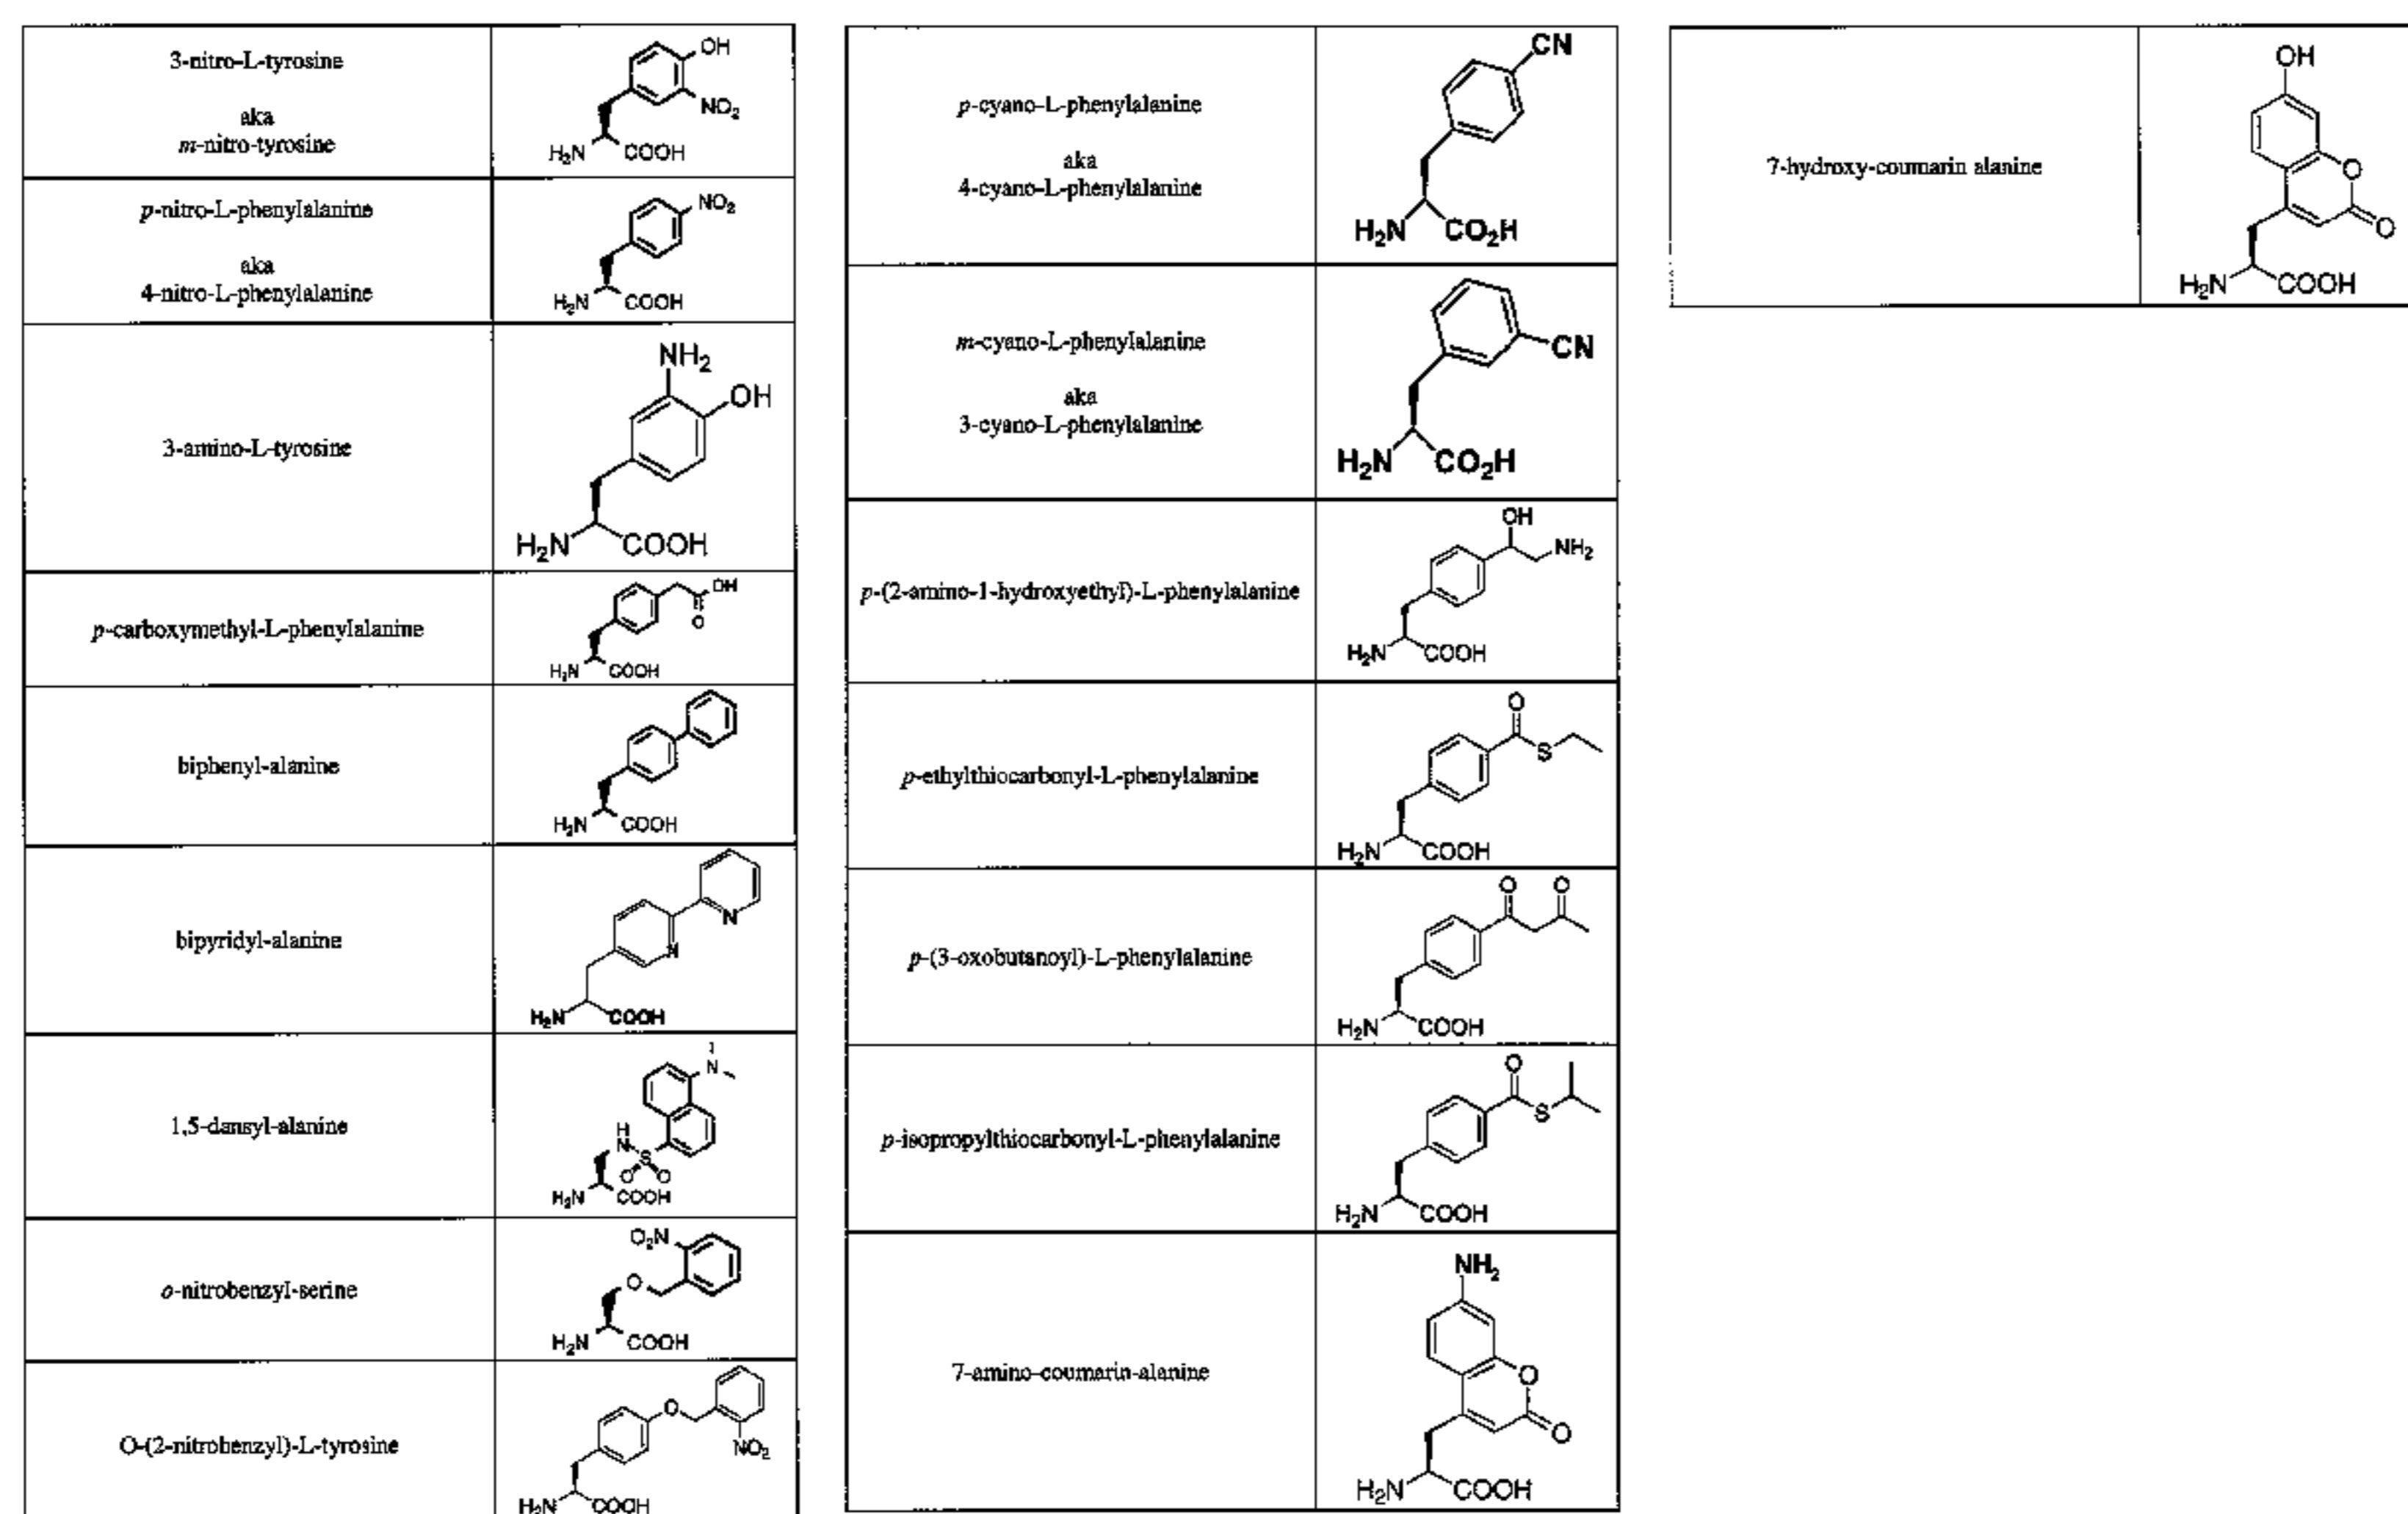 3-nitro-L-tyrosine
aka
m-nitro-tyrosine
OH
NO₂
H₂N
COOH
p-nitro-L-phenylalanine
aka
4-nitro-L-phenylalanine
NO₂
H₂N
COOH
3-amino-L-tyrosine
NH₂
OH
H₂N
COOH
p-carboxymethyl-L-phenylalanine
OH
O
H₂N
COOH
biphenyl-alanine
H₂N
COOH
bipyridyl-alanine
N
N
H₂N
COOH
1,5-dansyl-alanine
N
H
N
S
O O
H₂N
COOH
o-nitrobenzyl-serine
O₂N
O
H₂N
COOH
O-(2-nitrobenzyl)-L-tyrosine
O
NO₂
H₂N
COOH
p-cyano-L-phenylalanine
aka
4-cyano-L-phenylalanine
CN
H₂N
CO₂H
m-cyano-L-phenylalanine
aka
3-cyano-L-phenylalanine
CN
H₂N
CO₂H
p-(2-amino-1-hydroxyethyl)-L-phenylalanine
OH
NH₂
H₂N
COOH
p-ethylthiocarbonyl-L-phenylalanine
O
S
H₂N
COOH
p-(3-oxobutanoyl)-L-phenylalanine
O O
H₂N
COOH
p-isopropylthiocarbonyl-L-phenylalanine
O
S
H₂N
COOH
7-amino-coumarin-alanine
NH₂
O
O
H₂N
COOH
7-hydroxy-coumarin alanine
OH
O
O
H₂N
COOH